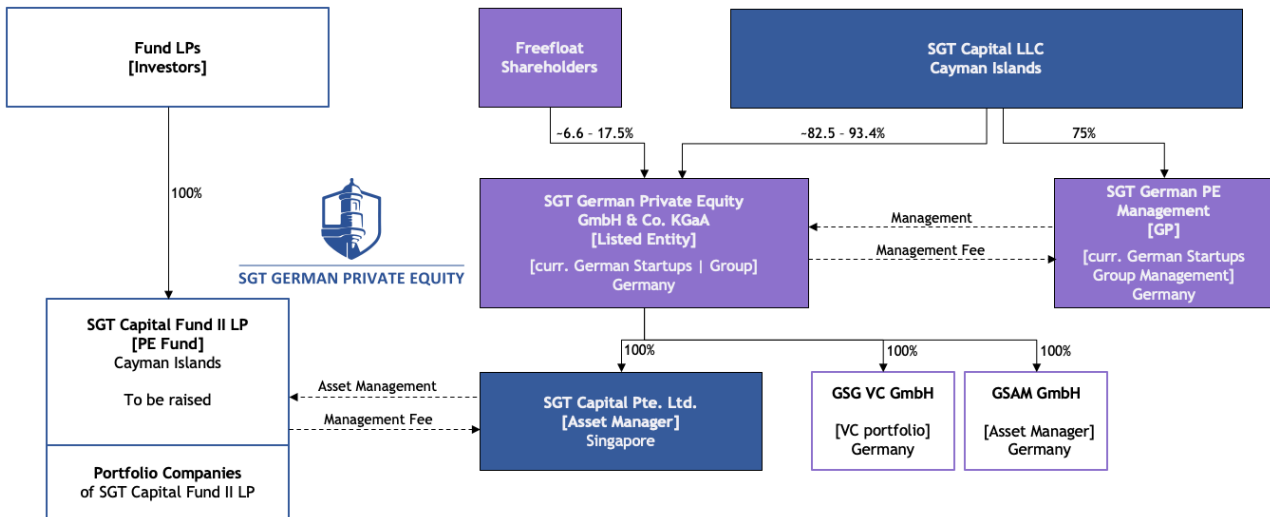 Fund LPs
[Investors]
Freefloat
Shareholders
SGT Capital LLC
Cayman Islands
~6.6 - 17.5%
~82.5 - 93.4%
75%
100%
SGT GERMAN PRIVATE EQUITY
SGT German Private Equity
GmbH & Co. KGaA
[Listed Entity]
[curr. German Startups | Group]
Germany
Management
Management Fee
SGT German PE
Management
[GP]
[curr. German Startups
Group Management]
Germany
SGT Capital Fund II LP
[PE Fund]
Cayman Islands
To be raised
Portfolio Companies
of SGT Capital Fund II LP
Asset Management
Management Fee
100%
100%
100%
SGT Capital Pte. Ltd.
[Asset Manager]
Singapore
GSG VC GmbH
[VC portfolio]
Germany
GSAM GmbH
[Asset Manager]
Germany